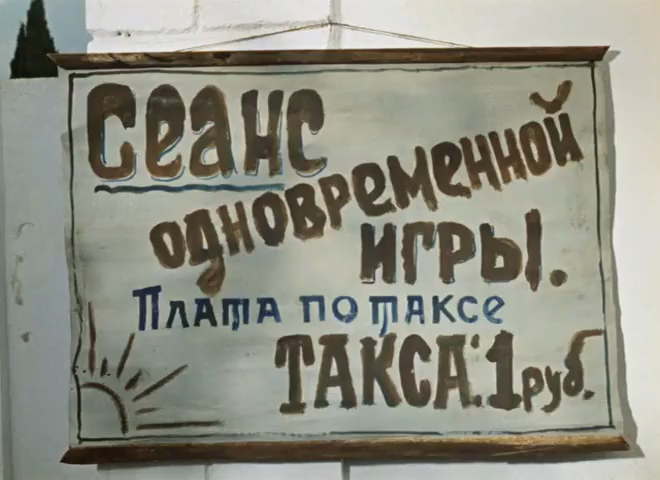 Сеанс
одновременной
игры.
Плата по таксе
ТАКСА: 1 руб.